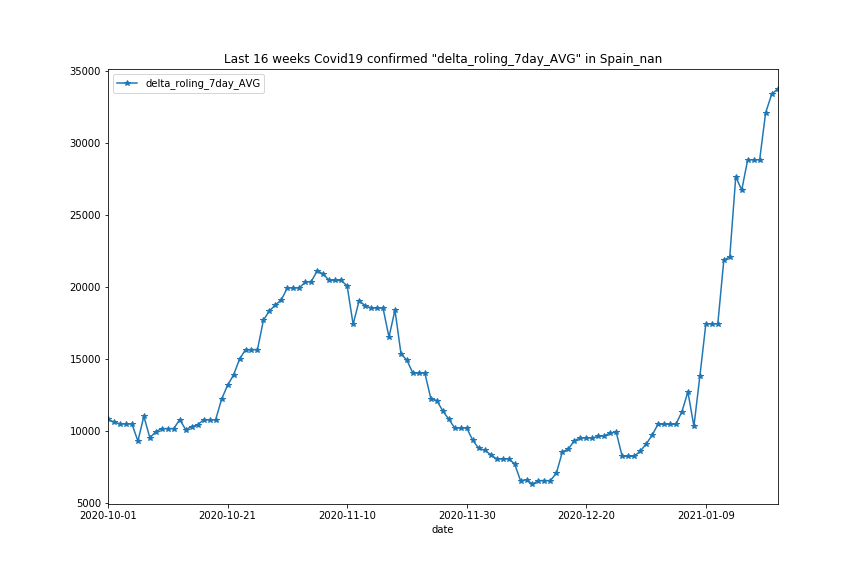 Last 16 weeks Covid19 confirmed "delta_roling_7day_AVG" in Spain_nan
delta_roling_7day_AVG
35000
30000
25000
20000
15000
10000
5000
2020-10-01 2020-10-21 2020-11-10 2020-11-30 2020-12-20 2021-01-09
date